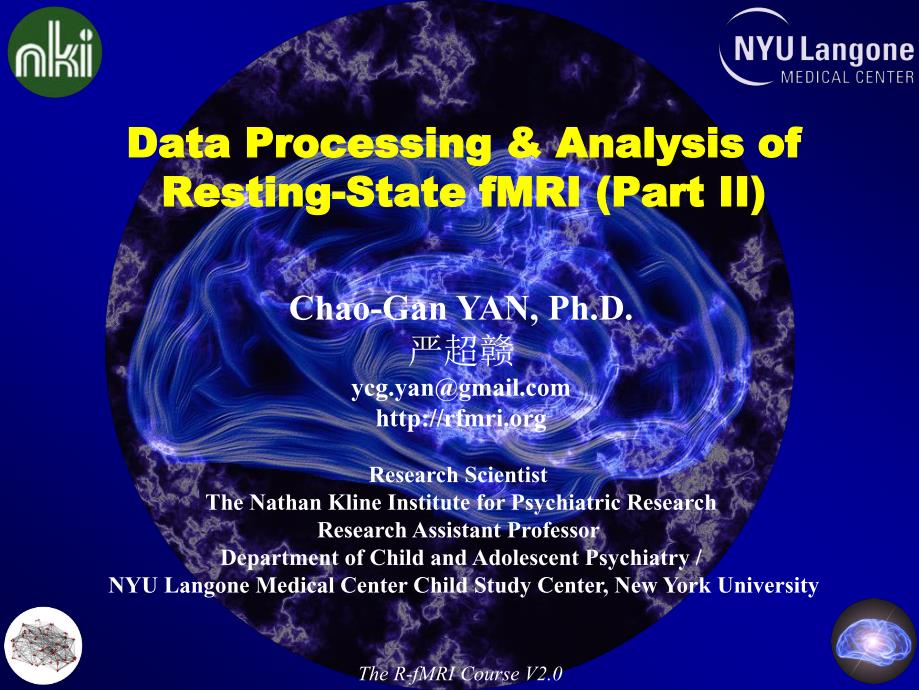 nki
NYU Langone
MEDICAL CENTER
Data Processing & Analysis of
Resting-State fMRI (Part II)
Chao-Gan YAN, Ph.D.
严超赣
ycg.yan@gmail.com
http://rfmri.org
Research Scientist
The Nathan Kline Institute for Psychiatric Research
Research Assistant Professor
Department of Child and Adolescent Psychiatry /
NYU Langone Medical Center Child Study Center, New York University
The R-fMRI Course V2.0